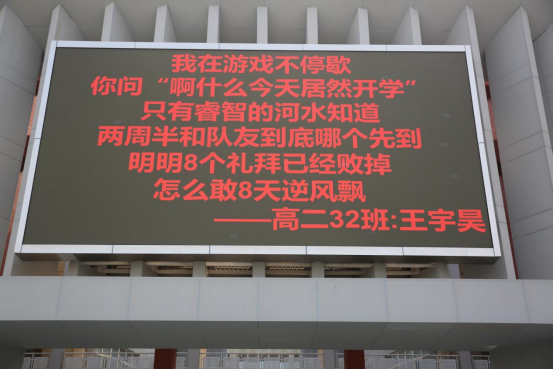 我在游戏不停歇
你问“啊什么今天居然开学”
只有睿智的河水知道
两周半和队友到底哪个先到
明明8个礼拜已经败掉
怎么敢8天逆风飘
——高二32班:王宇昊